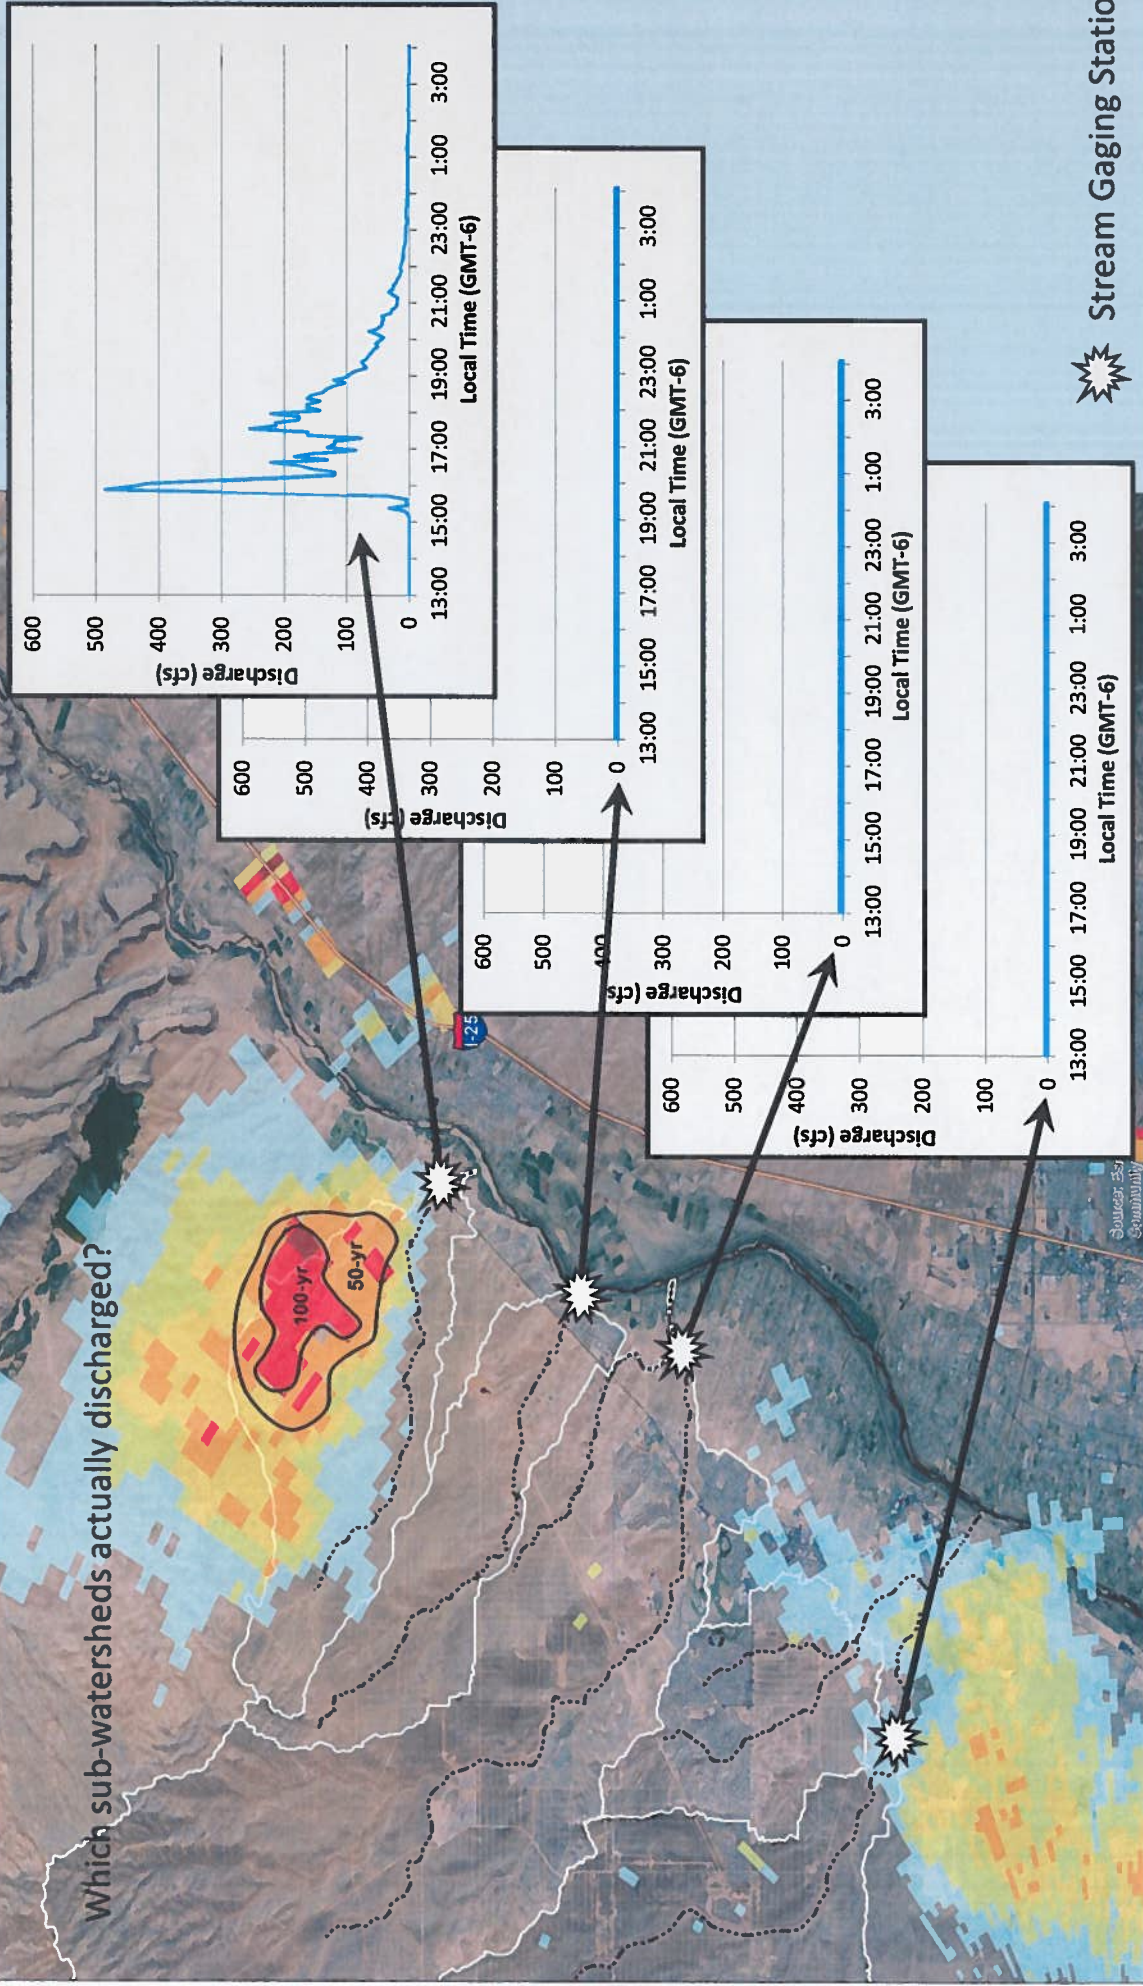 Which sub-watersheds actually discharged?
100-yr
50-yr
I-25
600
500
400
300
200
100
0
Discharge (cfs)
13:00 15:00 17:00 19:00 21:00 23:00 1:00 3:00
Local Time (GMT-6)
600
500
400
300
200
100
0
Discharge (cfs)
13:00 15:00 17:00 19:00 21:00 23:00 1:00 3:00
Local Time (GMT-6)
600
500
400
300
200
100
0
Discharge (cfs)
13:00 15:00 17:00 19:00 21:00 23:00 1:00 3:00
Local Time (GMT-6)
600
500
400
300
200
100
0
Discharge (cfs)
13:00 15:00 17:00 19:00 21:00 23:00 1:00 3:00
Local Time (GMT-6)
Source:
Stream Gaging Statio